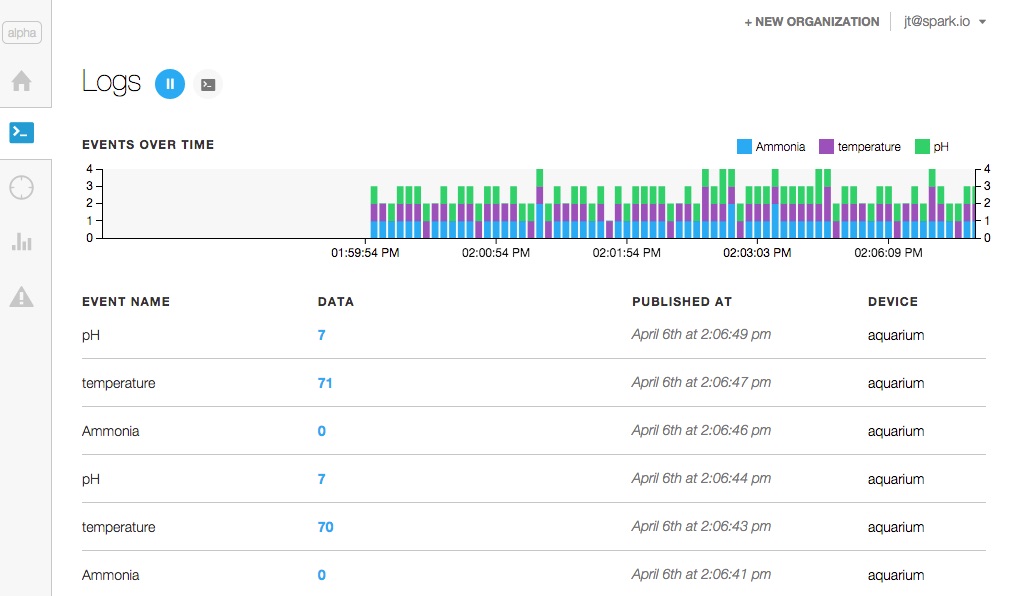 alpha
+ NEW ORGANIZATION jt@spark.io
Logs
EVENTS OVER TIME
Ammonia temperature pH
4 4
3 3
2 2
1 1
0 0
01:59:54 PM 02:00:54 PM 02:01:54 PM 02:03:03 PM 02:06:09 PM
EVENT NAME DATA PUBLISHED AT DEVICE
pH 7 April 6th at 2:06:49 pm aquarium
temperature 71 April 6th at 2:06:47 pm aquarium
Ammonia 0 April 6th at 2:06:46 pm aquarium
pH 7 April 6th at 2:06:44 pm aquarium
temperature 70 April 6th at 2:06:43 pm aquarium
Ammonia 0 April 6th at 2:06:41 pm aquarium